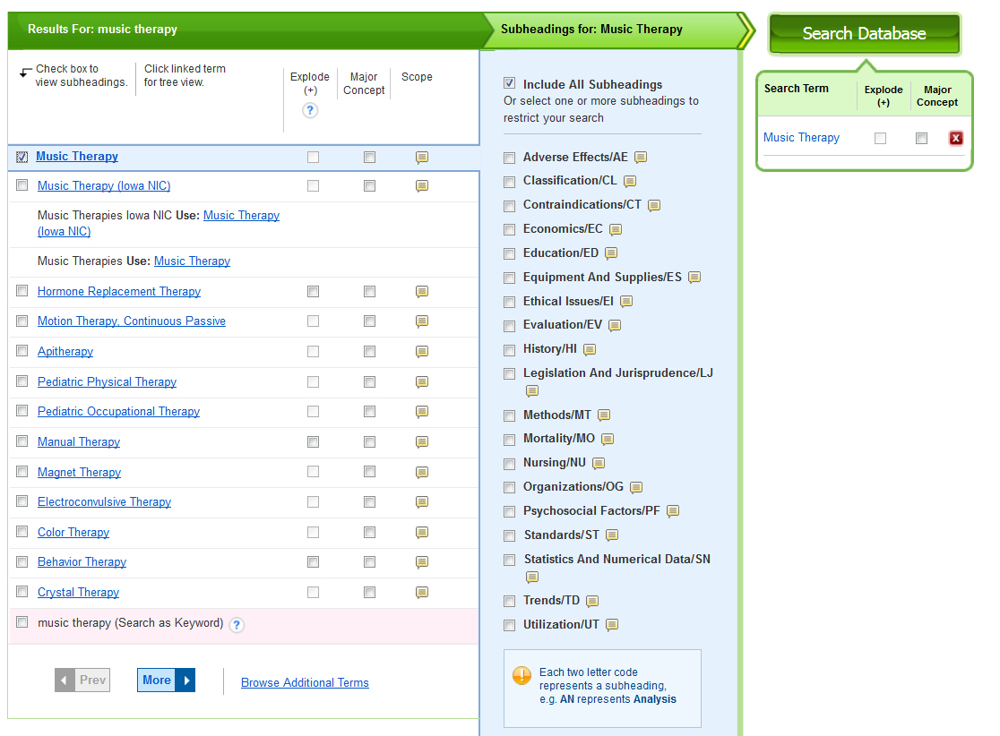 Results For: music therapy
Check box to
view subheadings.
Click linked term
for tree view.
Explode
(+)
?
Major
Concept
Scope
Music Therapy
Music Therapy (Iowa NIC)
Music Therapies Iowa NIC Use: Music Therapy
(Iowa NIC)
Music Therapies Use: Music Therapy
Hormone Replacement Therapy
Motion Therapy, Continuous Passive
Apitherapy
Pediatric Physical Therapy
Pediatric Occupational Therapy
Manual Therapy
Magnet Therapy
Electroconvulsive Therapy
Color Therapy
Behavior Therapy
Crystal Therapy
music therapy (Search as Keyword) ?
Prev
More
Browse Additional Terms
Subheadings for: Music Therapy
Include All Subheadings
Or select one or more subheadings to
restrict your search
Adverse Effects/AE
Classification/CL
Contraindications/CT
Economics/EC
Education/ED
Equipment And Supplies/ES
Ethical Issues/EI
Evaluation/EV
History/HI
Legislation And Jurisprudence/LJ
Methods/MT
Mortality/MO
Nursing/NU
Organizations/OG
Psychosocial Factors/PF
Standards/ST
Statistics And Numerical Data/SN
Trends/TD
Utilization/UT
Each two letter code
represents a subheading,
e.g. AN represents Analysis
Search Database
Search Term
Explode
(+)
Major
Concept
Music Therapy